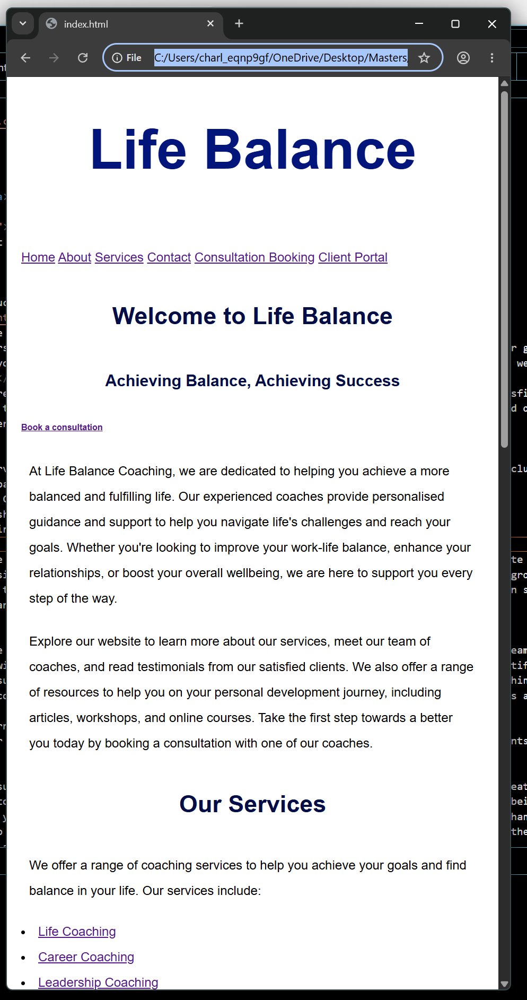 index.html
File
C:/Users/charl_eqnp9gf/OneDrive/Desktop/Masters/
Life Balance
Home About Services Contact Consultation Booking Client Portal
Welcome to Life Balance
Achieving Balance, Achieving Success
Book a consultation
At Life Balance Coaching, we are dedicated to helping you achieve a more
balanced and fulfilling life. Our experienced coaches provide personalised
guidance and support to help you navigate life's challenges and reach your
goals. Whether you're looking to improve your work-life balance, enhance your
relationships, or boost your overall wellbeing, we are here to support you every
step of the way.
Explore our website to learn more about our services, meet our team of
coaches, and read testimonials from our satisfied clients. We also offer a range
of resources to help you on your personal development journey, including
articles, workshops, and online courses. Take the first step towards a better
you today by booking a consultation with one of our coaches.
Our Services
We offer a range of coaching services to help you achieve your goals and find
balance in your life. Our services include:
• Life Coaching
• Career Coaching
• Leadership Coaching